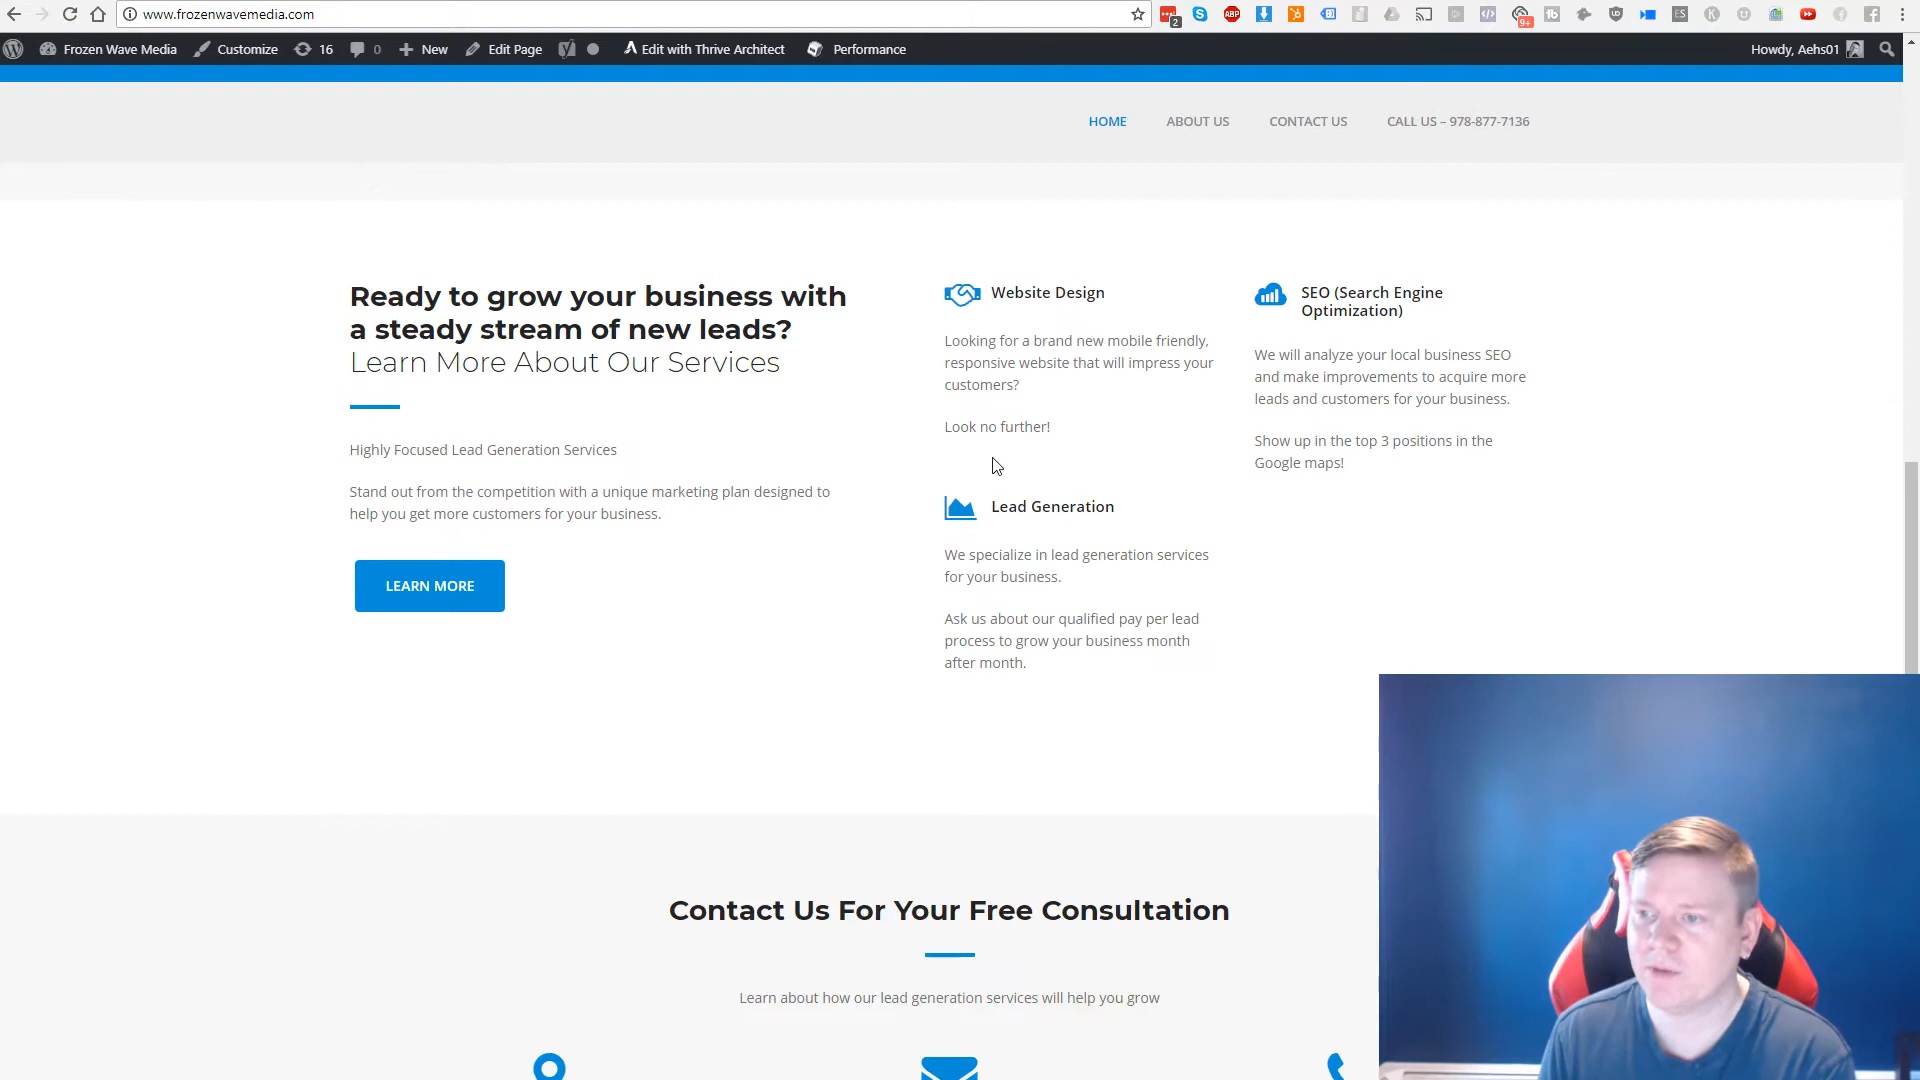 www.frozenwavemedia.com
2
ABP
9+
ES
Frozen Wave Media
Customize
16
0
New
Edit Page
Edit with Thrive Architect
Performance
Howdy, Aehs01
HOME
ABOUT US
CONTACT US
CALL US – 978-877-7136
Ready to grow your business with
a steady stream of new leads?
Learn More About Our Services
Highly Focused Lead Generation Services
Stand out from the competition with a unique marketing plan designed to
help you get more customers for your business.
LEARN MORE
Website Design
Looking for a brand new mobile friendly,
responsive website that will impress your
customers?
Look no further!
Lead Generation
We specialize in lead generation services
for your business.
Ask us about our qualified pay per lead
process to grow your business month
after month.
SEO (Search Engine
Optimization)
We will analyze your local business SEO
and make improvements to acquire more
leads and customers for your business.
Show up in the top 3 positions in the
Google maps!
Contact Us For Your Free Consultation
Learn about how our lead generation services will help you grow